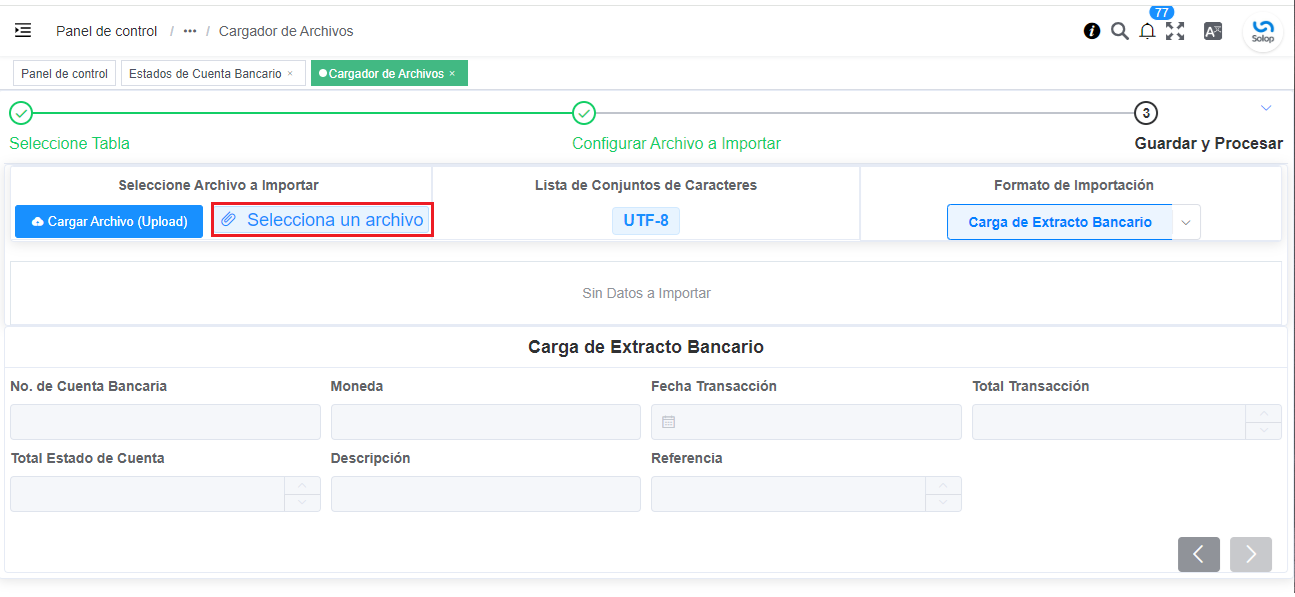 77
Panel de control / ••• / Cargador de Archivos
Solop
Panel de control
Estados de Cuenta Bancario ×
Cargador de Archivos ×
3
Seleccione Tabla
Configurar Archivo a Importar
Guardar y Procesar
Seleccione Archivo a Importar
Lista de Conjuntos de Caracteres
Formato de Importación
Cargar Archivo (Upload)
Selecciona un archivo
UTF-8
Carga de Extracto Bancario
Sin Datos a Importar
Carga de Extracto Bancario
No. de Cuenta Bancaria
Moneda
Fecha Transacción
Total Transacción
Total Estado de Cuenta
Descripción
Referencia